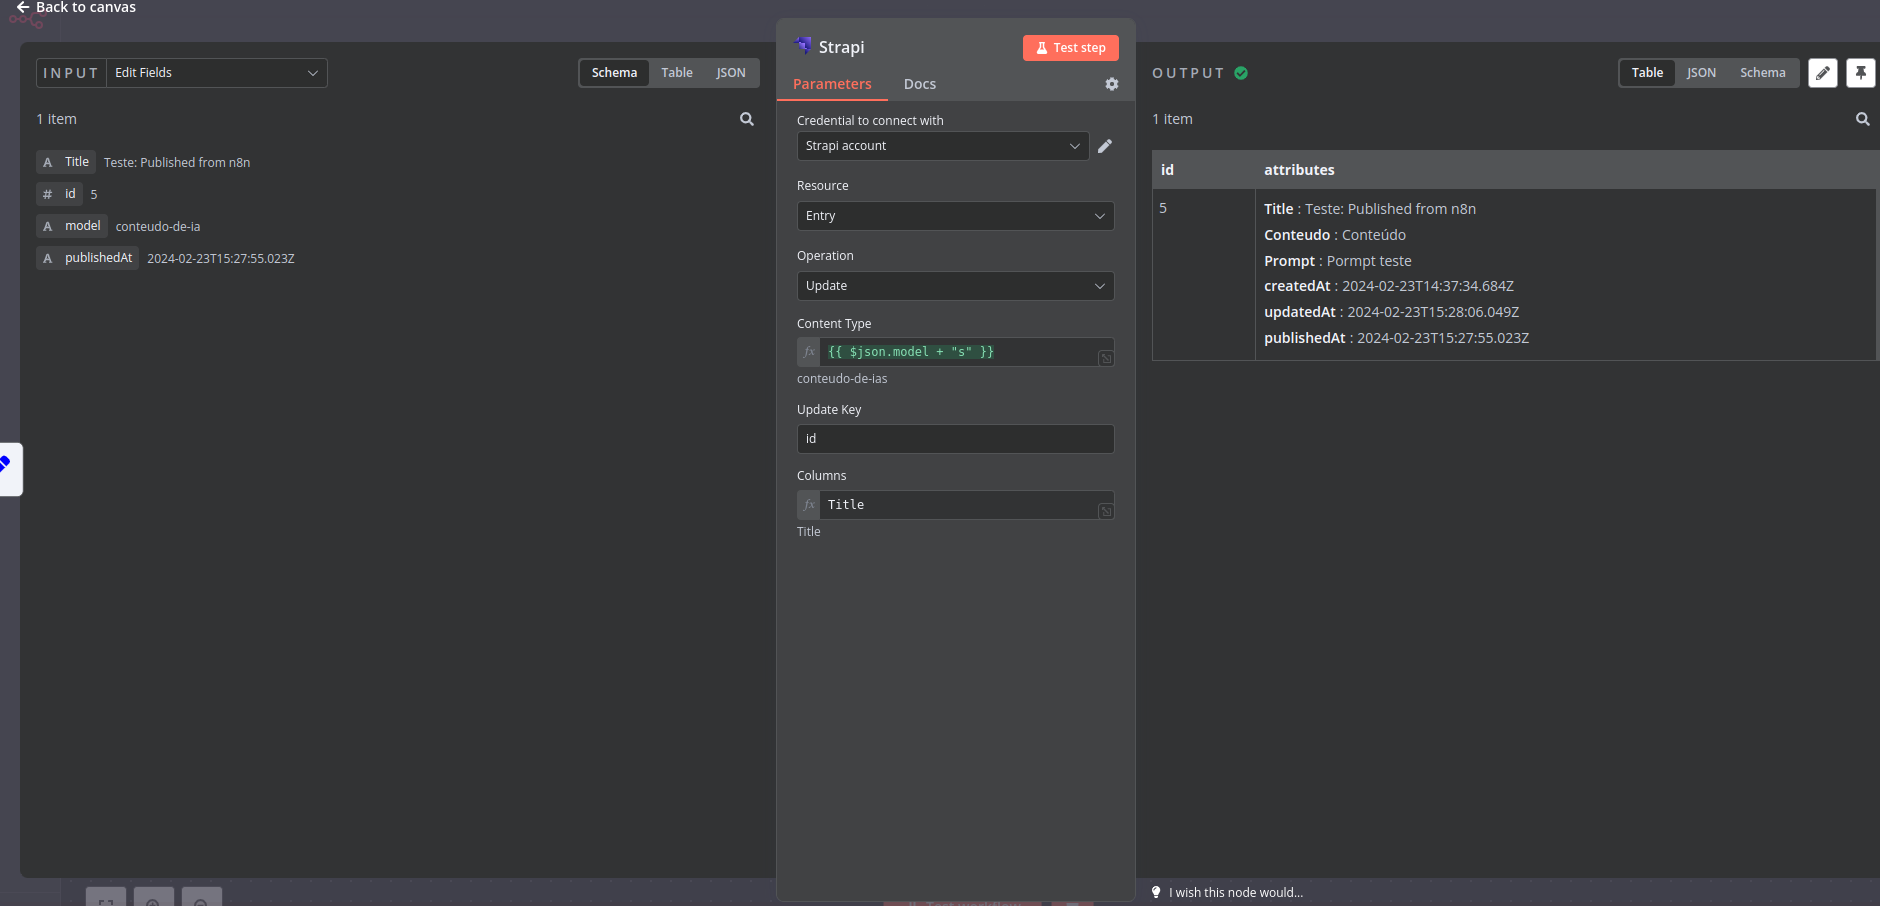 Back to canvas
INPUT Edit Fields
Schema Table JSON
1 item
A Title Teste: Published from n8n
# id 5
A model conteudo-de-ia
A publishedAt 2024-02-23T15:27:55.023Z
Strapi
Test step
Parameters Docs
Credential to connect with
Strapi account
Resource
Entry
Operation
Update
Content Type
fx {{ $json.model + "s" }}
conteudo-de-ias
Update Key
id
Columns
fx Title
Title
OUTPUT
Table JSON Schema
1 item
id attributes
5 Title : Teste: Published from n8n
Conteudo : Conteúdo
Prompt : Pormpt teste
createdAt : 2024-02-23T14:37:34.684Z
updatedAt : 2024-02-23T15:28:06.049Z
publishedAt : 2024-02-23T15:27:55.023Z
I wish this node would...
Test workflow